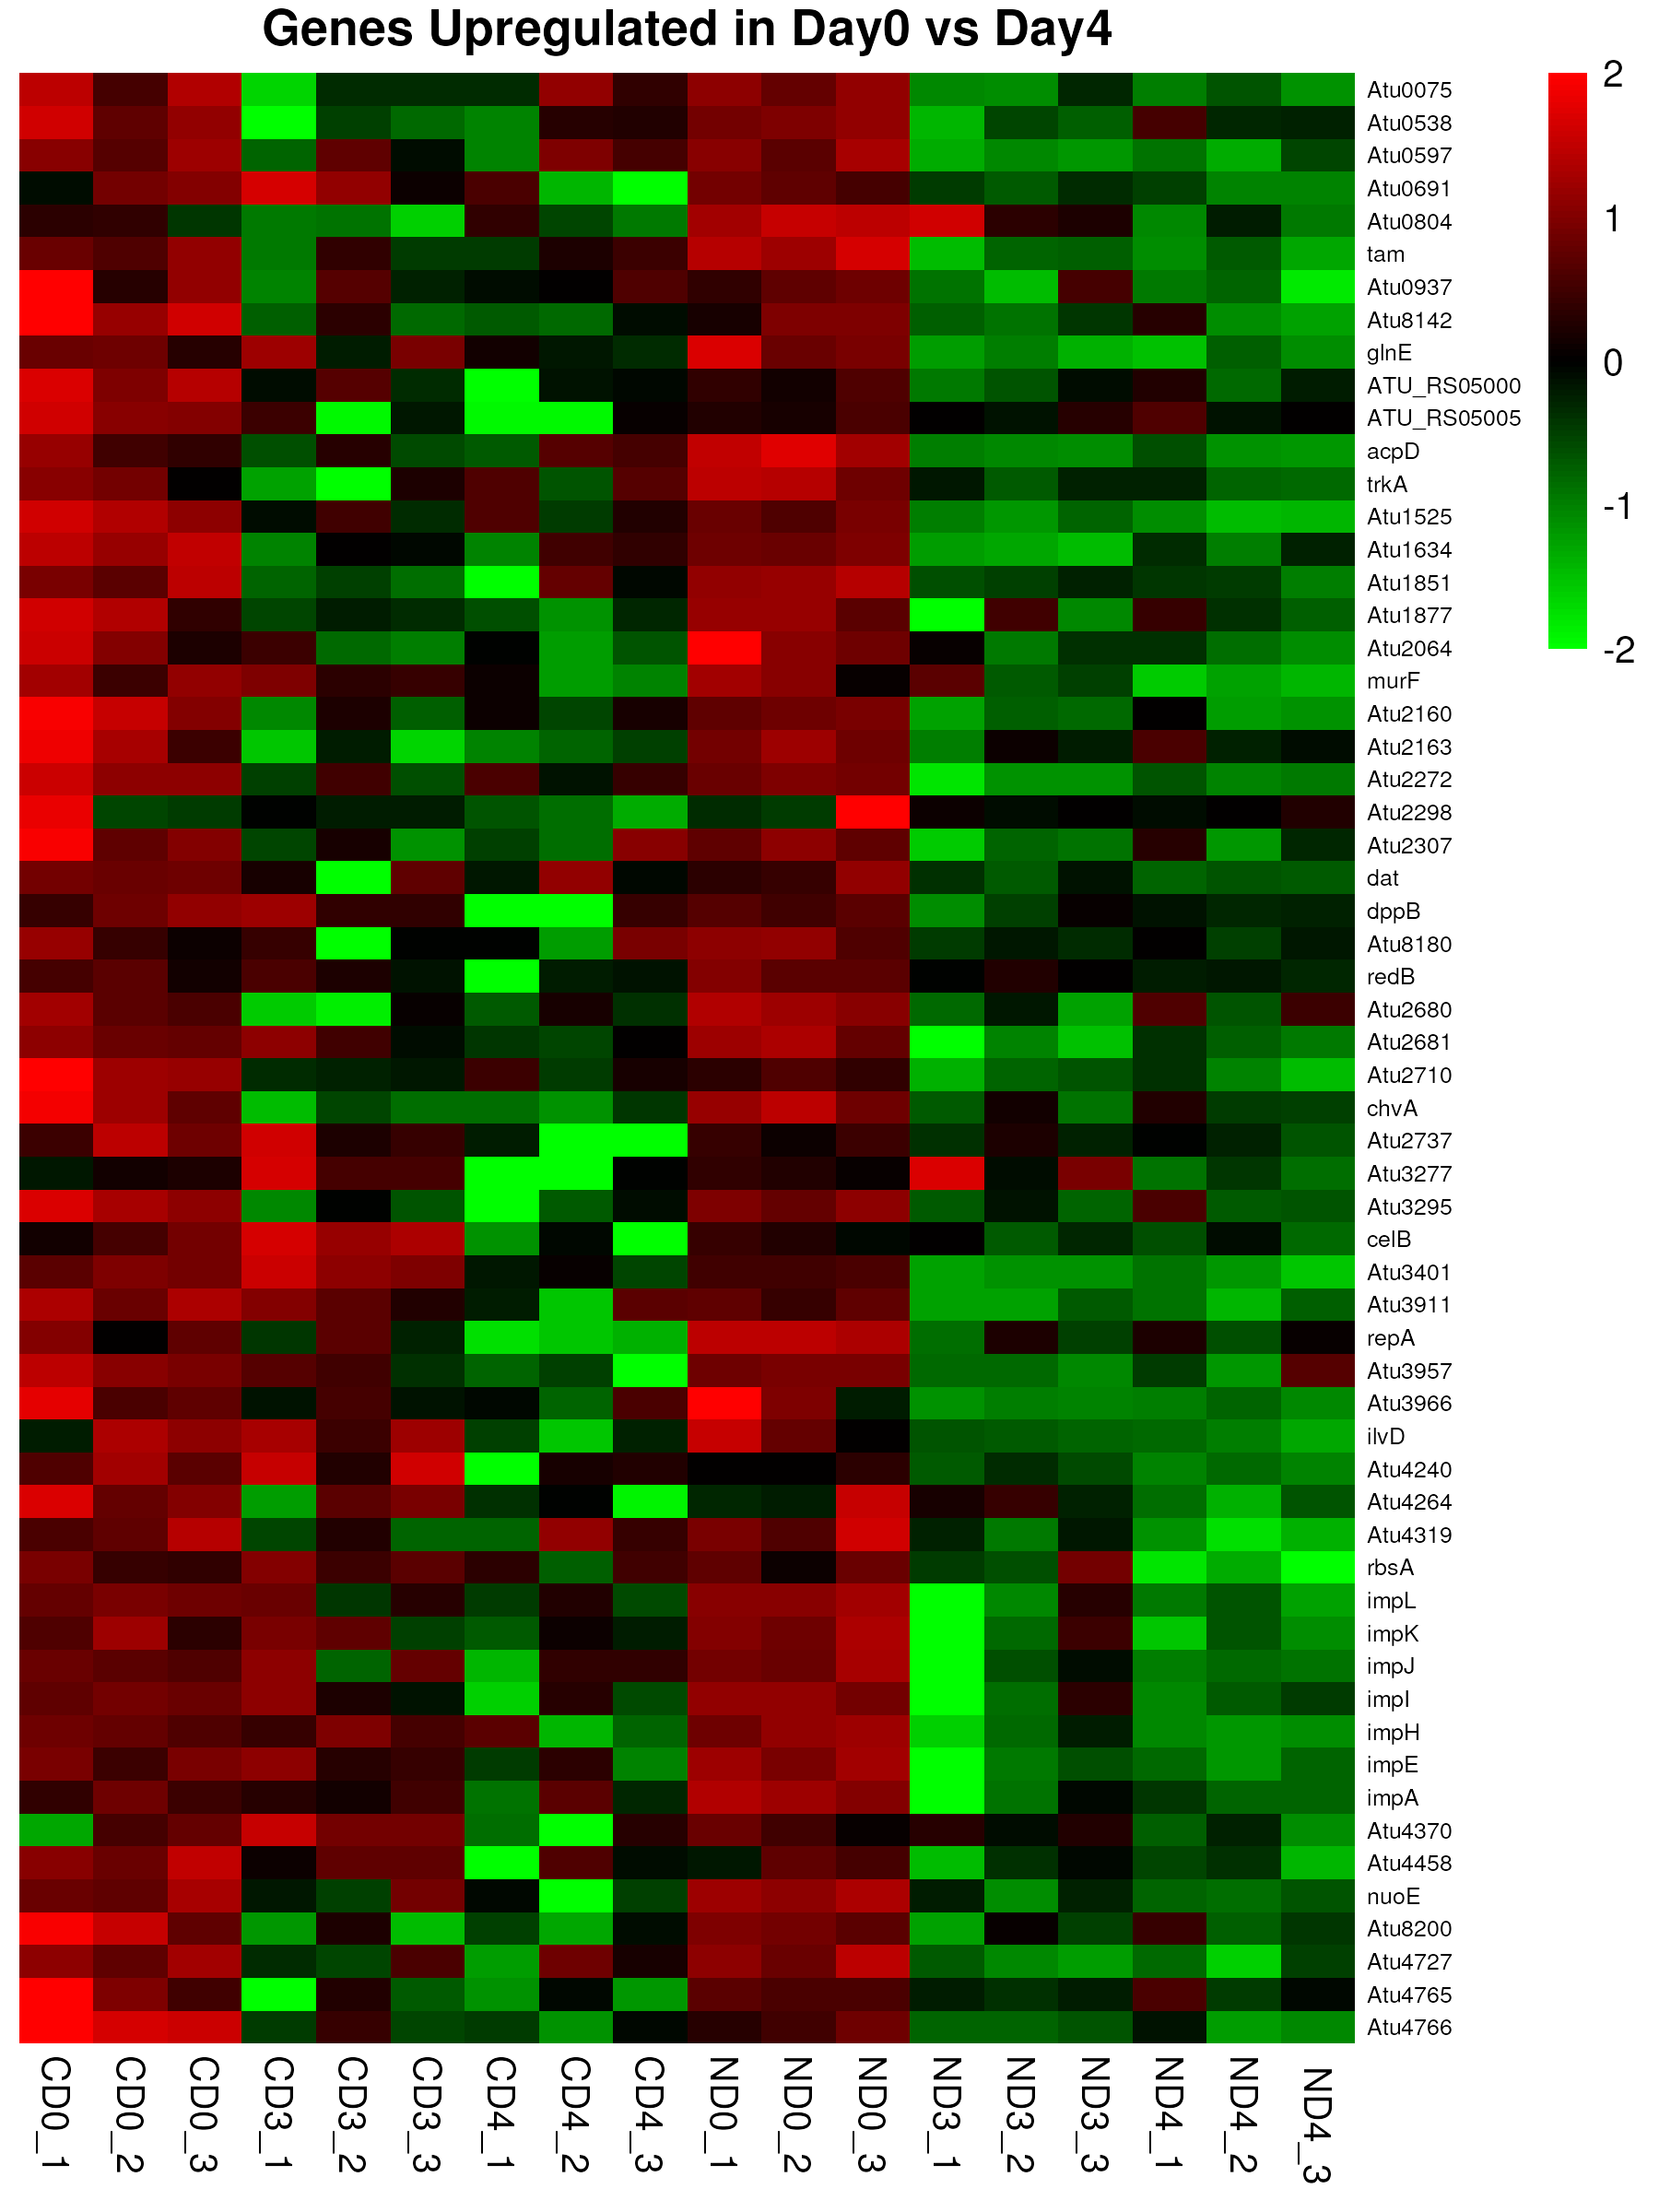 Genes Upregulated in Day0 vs Day4
Atu0075
Atu0538
Atu0597
Atu0691
Atu0804
tam
Atu0937
Atu8142
glnE
ATU_RS05000
ATU_RS05005
acpD
trkA
Atu1525
Atu1634
Atu1851
Atu1877
Atu2064
murF
Atu2160
Atu2163
Atu2272
Atu2298
Atu2307
dat
dppB
Atu8180
redB
Atu2680
Atu2681
Atu2710
chvA
Atu2737
Atu3277
Atu3295
celB
Atu3401
Atu3911
repA
Atu3957
Atu3966
ilvD
Atu4240
Atu4264
Atu4319
rbsA
impL
impK
impJ
impI
impH
impE
impA
Atu4370
Atu4458
nuoE
Atu8200
Atu4727
Atu4765
Atu4766
2
1
0
-1
-2
CD0_1
CD0_2
CD0_3
CD3_1
CD3_2
CD3_3
CD4_1
CD4_2
CD4_3
ND0_1
ND0_2
ND0_3
ND3_1
ND3_2
ND3_3
ND4_1
ND4_2
ND4_3